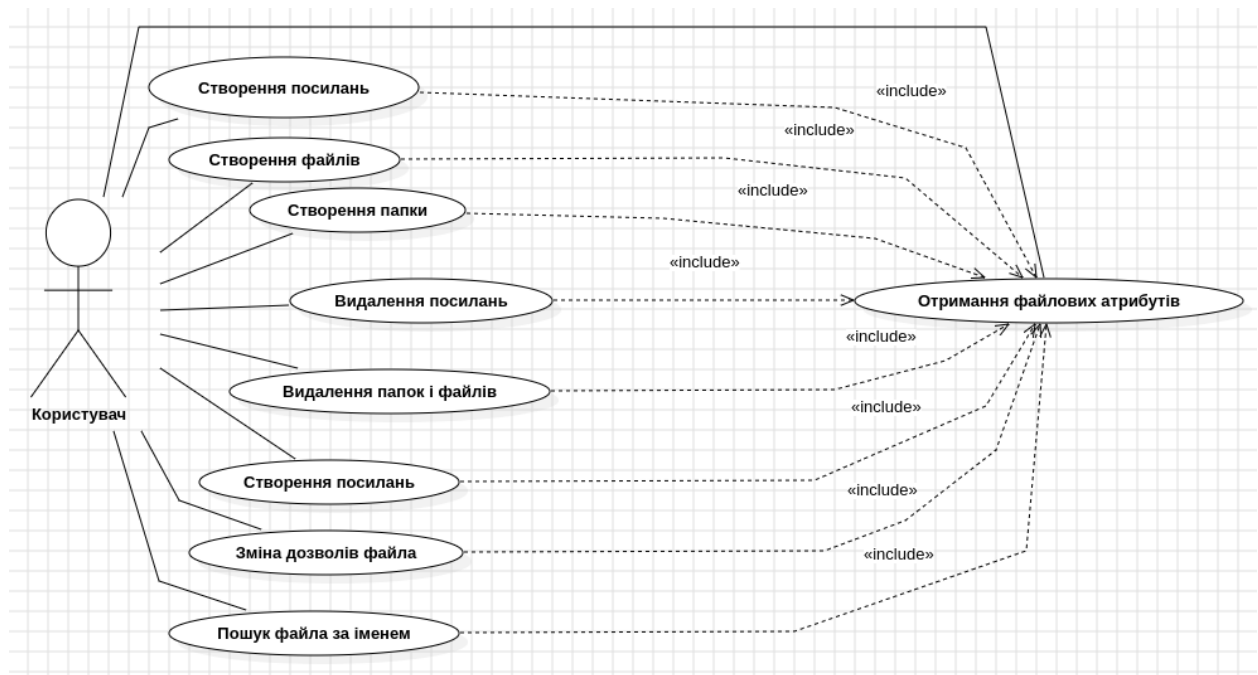 Створення посилань
«include»
Створення файлів
«include»
Створення папки
«include»
Видалення посилань
«include»
Отримання файлових атрибутів
Видалення папок і файлів
«include»
Користувач
Створення посилань
«include»
Зміна дозволів файла
«include»
Пошук файла за іменем
«include»